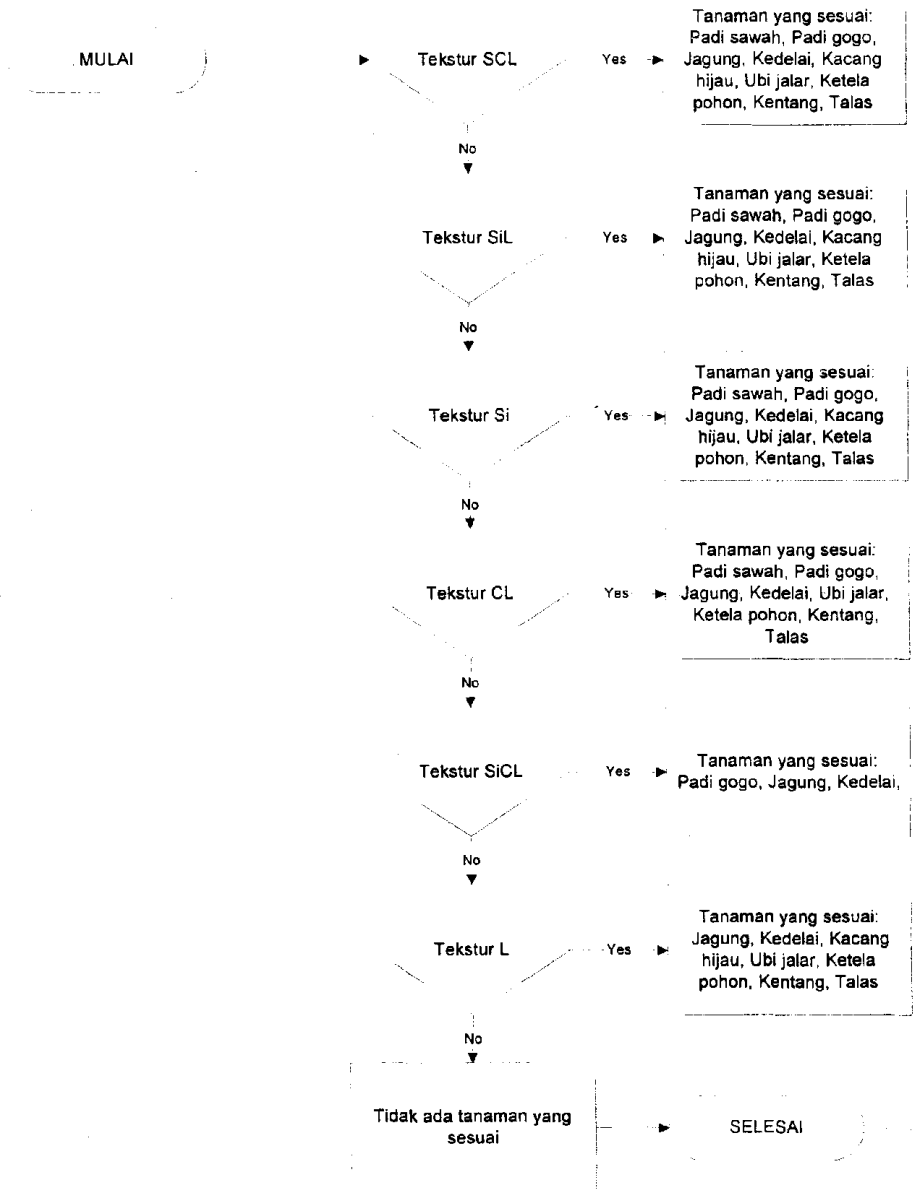 MULAI
Tekstur SCL
Yes
Tanaman yang sesuai:
Padi sawah, Padi gogo,
Jagung, Kedelai, Kacang
hijau, Ubi jalar, Ketela
pohon, Kentang, Talas
No
Tekstur SiL
Yes
Tanaman yang sesuai:
Padi sawah, Padi gogo,
Jagung, Kedelai, Kacang
hijau, Ubi jalar, Ketela
pohon, Kentang, Talas
No
Tekstur Si
Yes
Tanaman yang sesuai:
Padi sawah, Padi gogo,
Jagung, Kedelai, Kacang
hijau, Ubi jalar, Ketela
pohon, Kentang, Talas
No
Tekstur CL
Yes
Tanaman yang sesuai:
Padi sawah, Padi gogo,
Jagung, Kedelai, Ubi jalar,
Ketela pohon, Kentang,
Talas
No
Tekstur SiCL
Yes
Tanaman yang sesuai:
Padi gogo, Jagung, Kedelai,
No
Tekstur L
Yes
Tanaman yang sesuai:
Jagung, Kedelai, Kacang
hijau, Ubi jalar, Ketela
pohon, Kentang, Talas
No
Tidak ada tanaman yang
sesuai
SELESAI